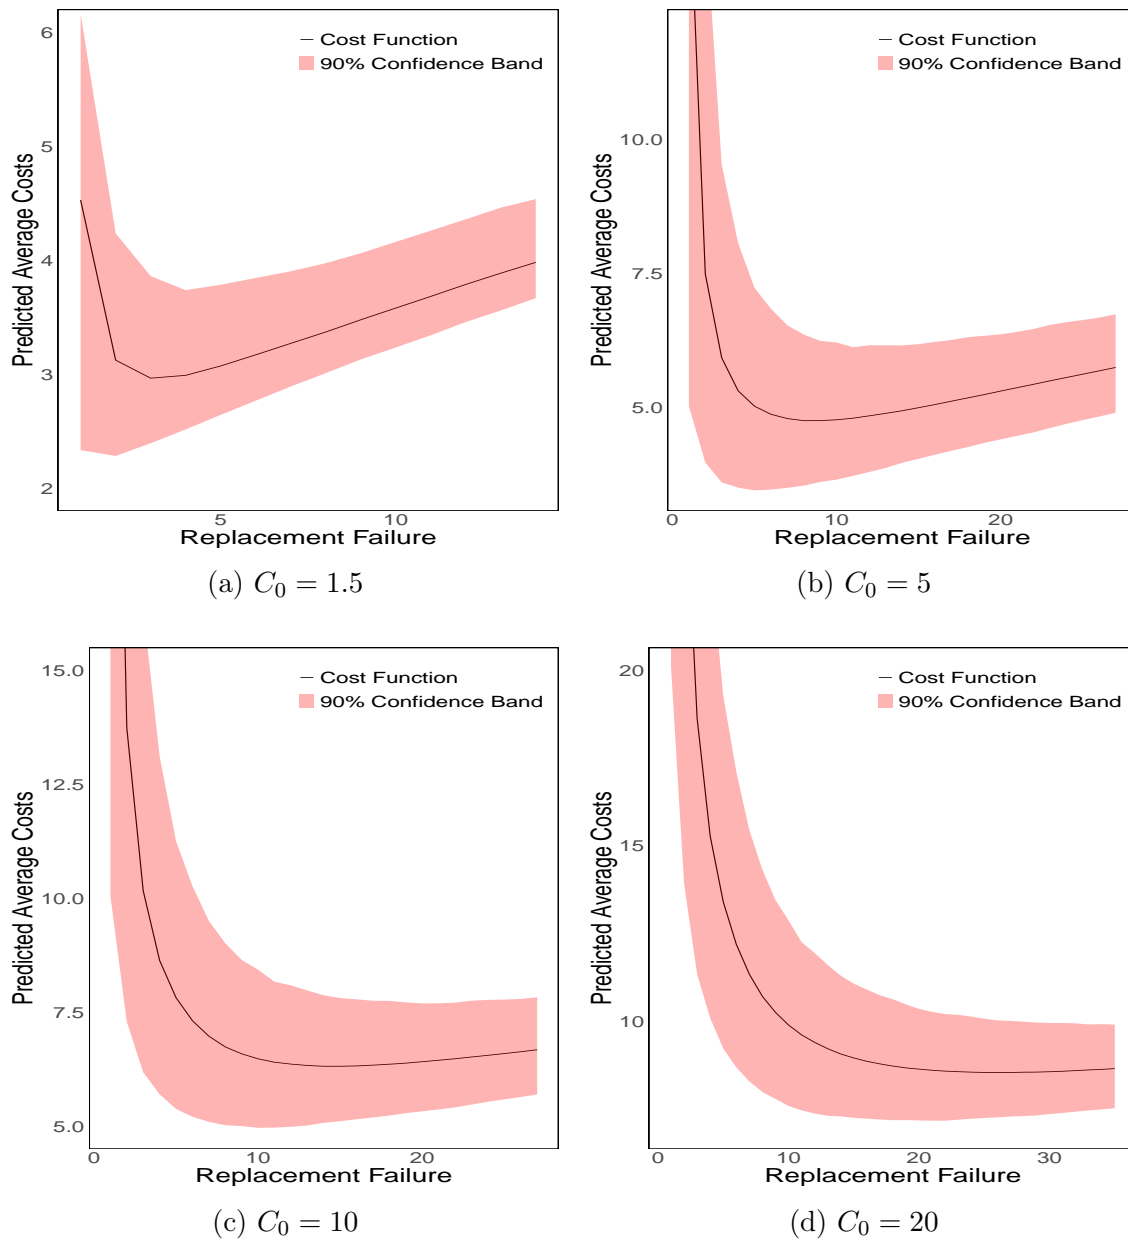 Cost Function
90% Confidence Band
Predicted Average Costs
6
5
4
3
2
5
10
Replacement Failure
(a) C₀ = 1.5
Cost Function
90% Confidence Band
Predicted Average Costs
10.0
7.5
5.0
0
10
20
Replacement Failure
(b) C₀ = 5
Cost Function
90% Confidence Band
Predicted Average Costs
15.0
12.5
10.0
7.5
5.0
0
10
20
Replacement Failure
(c) C₀ = 10
Cost Function
90% Confidence Band
Predicted Average Costs
20
15
10
0
10
20
30
Replacement Failure
(d) C₀ = 20